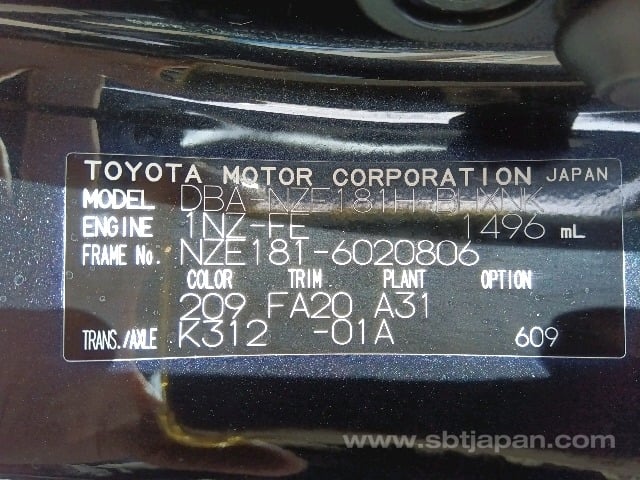 TOYOTA MOTOR CORPORATION JAPAN
MODEL DBA-NZE181H-BHXNK
ENGINE 1NZ-FE 1496 mL
FRAME No. NZE181-6020806
COLOR TRIM PLANT OPTION
209 FA20 A31
TRANS./AXLE K312 -01A 609
www.sbtjapan.com